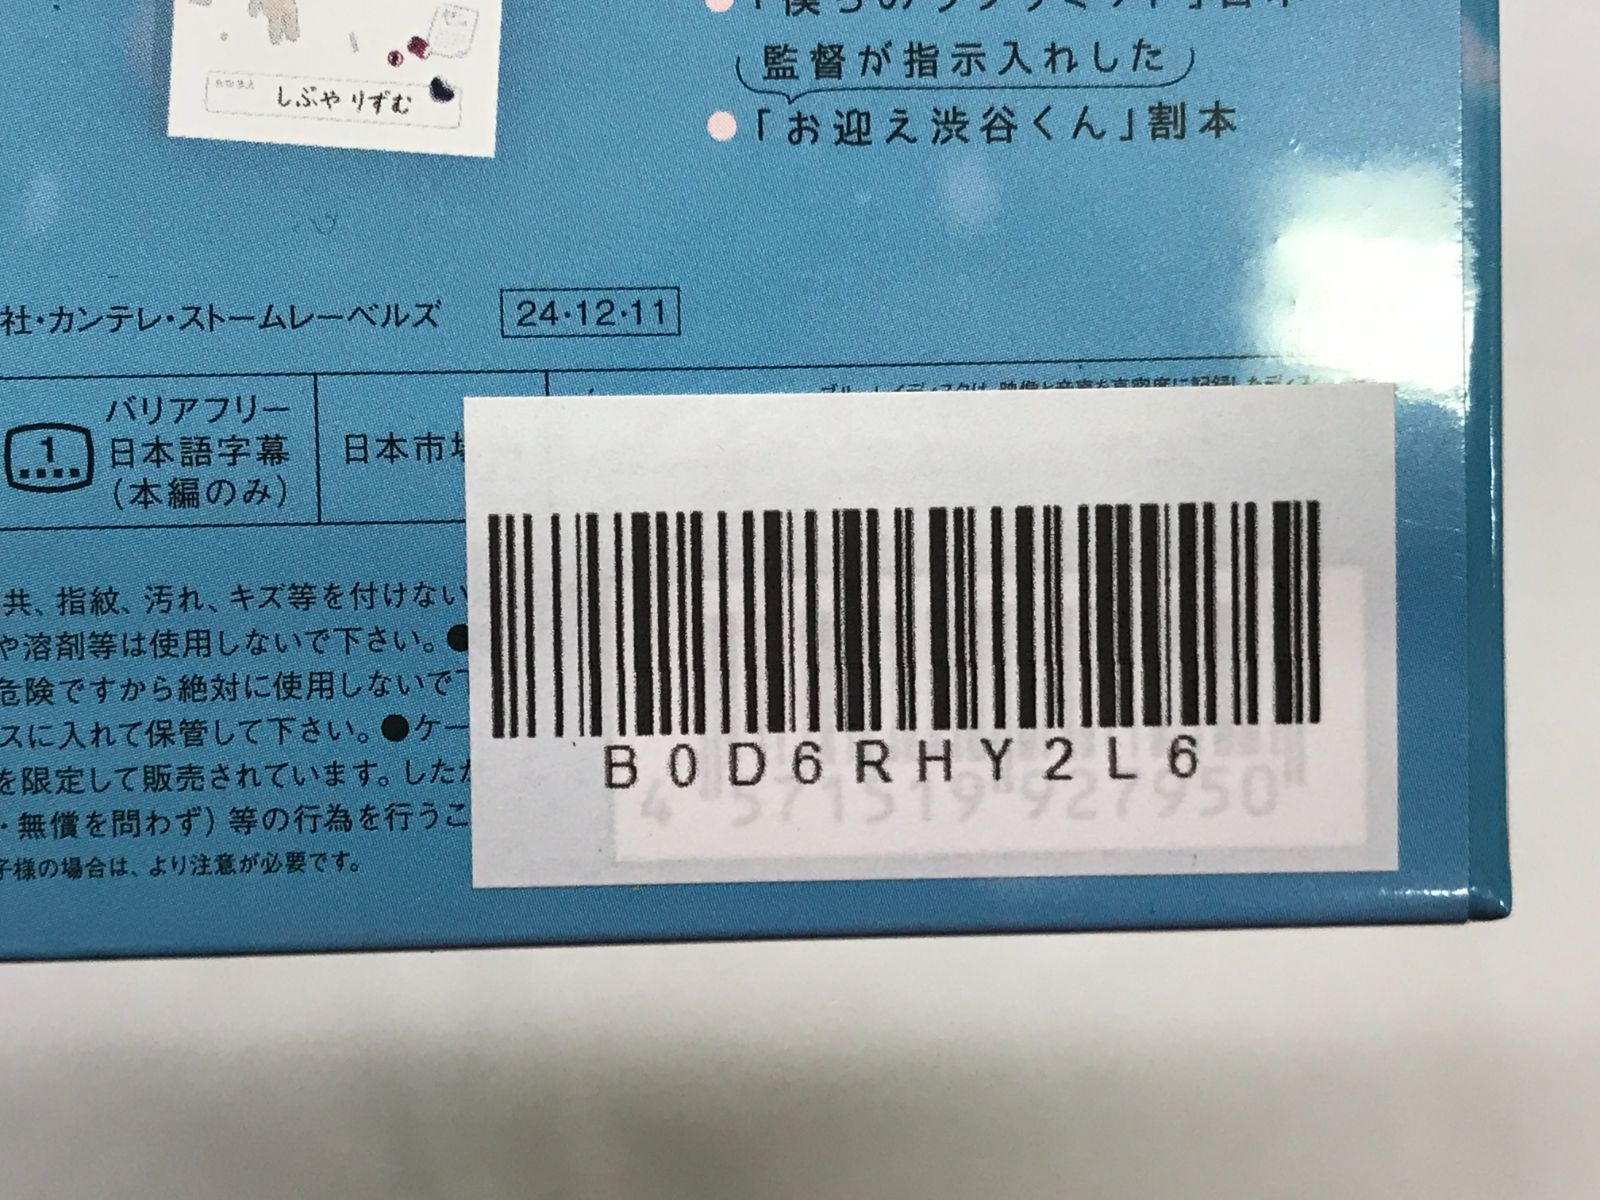 監督が指示入れした
「お迎え渋谷くん」割本
しぶや りずむ
社・カンテレ・ストームレーベルズ
24・12・11
1
バリアフリー
日本語字幕
(本編のみ)
日本市場
共、指紋、汚れ、キズ等を付けない
や溶剤等は使用しないで下さい。●
危険ですから絶対に使用しないで下
スに入れて保管して下さい。●ケー
を限定して販売されています。したが
・無償を問わず)等の行為を行うこ
子様の場合は、より注意が必要です。
B0D6RHY2L6
4 571519 927950